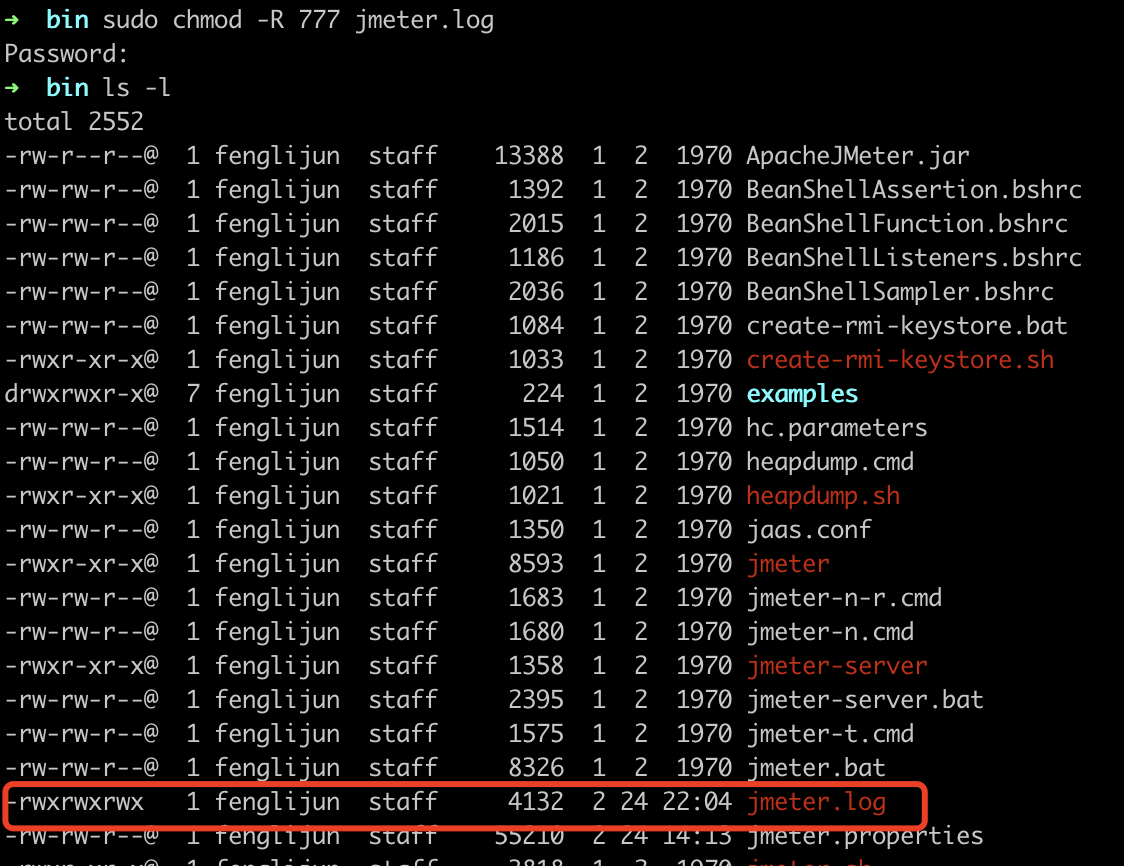 ➜  bin sudo chmod -R 777 jmeter.log
Password:
➜  bin ls -l
total 2552
-rw-r--r--@  1 fenglijun  staff    13388  1  2  1970 ApacheJMeter.jar
-rw-rw-r--@  1 fenglijun  staff     1392  1  2  1970 BeanShellAssertion.bshrc
-rw-rw-r--@  1 fenglijun  staff     2015  1  2  1970 BeanShellFunction.bshrc
-rw-rw-r--@  1 fenglijun  staff     1186  1  2  1970 BeanShellListeners.bshrc
-rw-rw-r--@  1 fenglijun  staff     2036  1  2  1970 BeanShellSampler.bshrc
-rw-rw-r--@  1 fenglijun  staff     1084  1  2  1970 create-rmi-keystore.bat
-rwxr-xr-x@  1 fenglijun  staff     1033  1  2  1970 create-rmi-keystore.sh
drwxrwxr-x@  7 fenglijun  staff      224  1  2  1970 examples
-rw-rw-r--@  1 fenglijun  staff     1514  1  2  1970 hc.parameters
-rw-rw-r--@  1 fenglijun  staff     1050  1  2  1970 heapdump.cmd
-rwxr-xr-x@  1 fenglijun  staff     1021  1  2  1970 heapdump.sh
-rw-rw-r--@  1 fenglijun  staff     1350  1  2  1970 jaas.conf
-rwxr-xr-x@  1 fenglijun  staff     8593  1  2  1970 jmeter
-rw-rw-r--@  1 fenglijun  staff     1683  1  2  1970 jmeter-n-r.cmd
-rw-rw-r--@  1 fenglijun  staff     1680  1  2  1970 jmeter-n.cmd
-rwxr-xr-x@  1 fenglijun  staff     1358  1  2  1970 jmeter-server
-rw-rw-r--@  1 fenglijun  staff     2395  1  2  1970 jmeter-server.bat
-rw-rw-r--@  1 fenglijun  staff     1575  1  2  1970 jmeter-t.cmd
-rw-rw-r--@  1 fenglijun  staff     8326  1  2  1970 jmeter.bat
-rwxrwxrwx   1 fenglijun  staff     4132  2 24 22:04 jmeter.log
-rw-rw-r--@  1 fenglijun  staff    55210  2 24 14:13 jmeter.properties